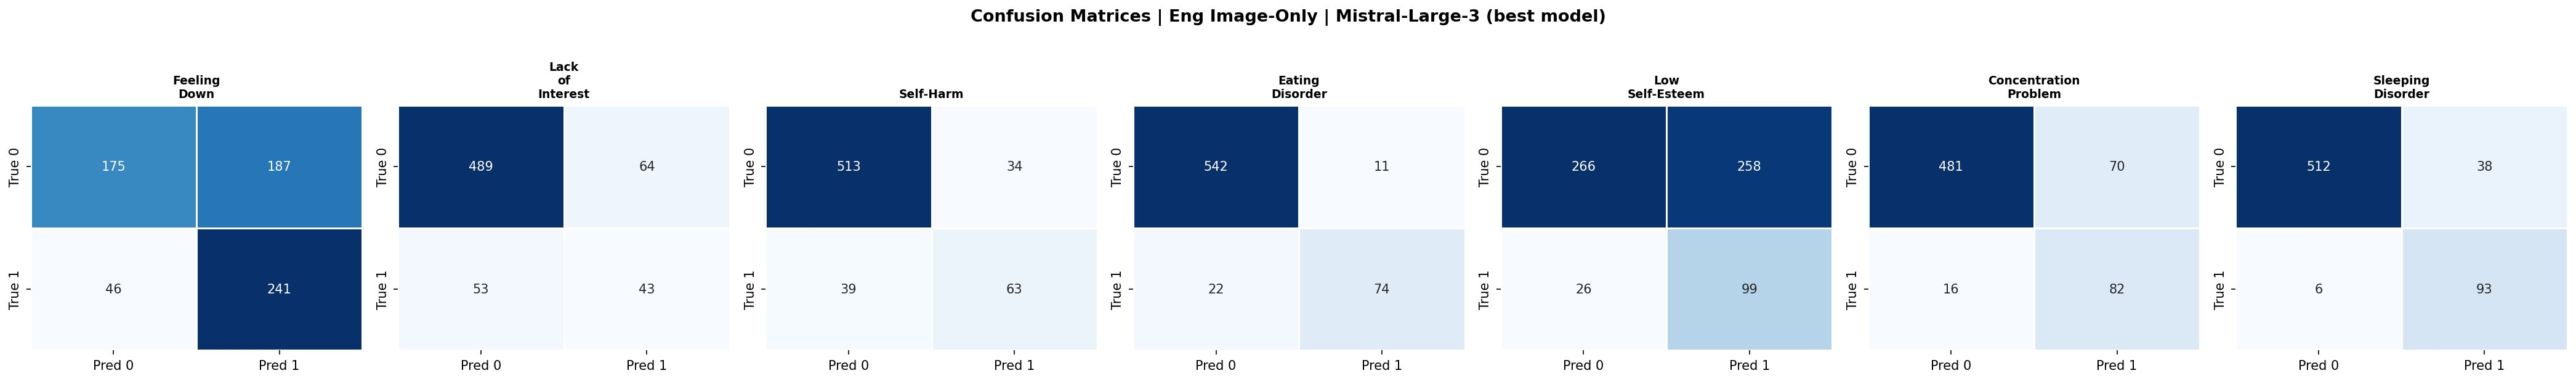 Confusion Matrices | Eng Image-Only | Mistral-Large-3 (best model)
Feeling
Down
True 0
175
187
True 1
46
241
Pred 0
Pred 1
Lack
of
Interest
True 0
489
64
True 1
53
43
Pred 0
Pred 1
Self-Harm
True 0
513
34
True 1
39
63
Pred 0
Pred 1
Eating
Disorder
True 0
542
11
True 1
22
74
Pred 0
Pred 1
Low
Self-Esteem
True 0
266
258
True 1
26
99
Pred 0
Pred 1
Concentration
Problem
True 0
481
70
True 1
16
82
Pred 0
Pred 1
Sleeping
Disorder
True 0
512
38
True 1
6
93
Pred 0
Pred 1